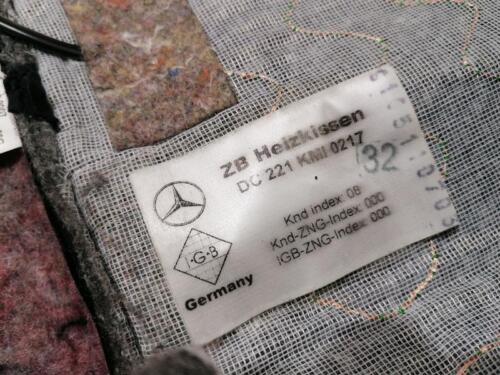 ZB Heizkissen
DC 221 KMI 0217
32
Knd index: 08
Knd-ZNG-Index: 000
IGB-ZNG-Index: 000
I·G·B
Germany